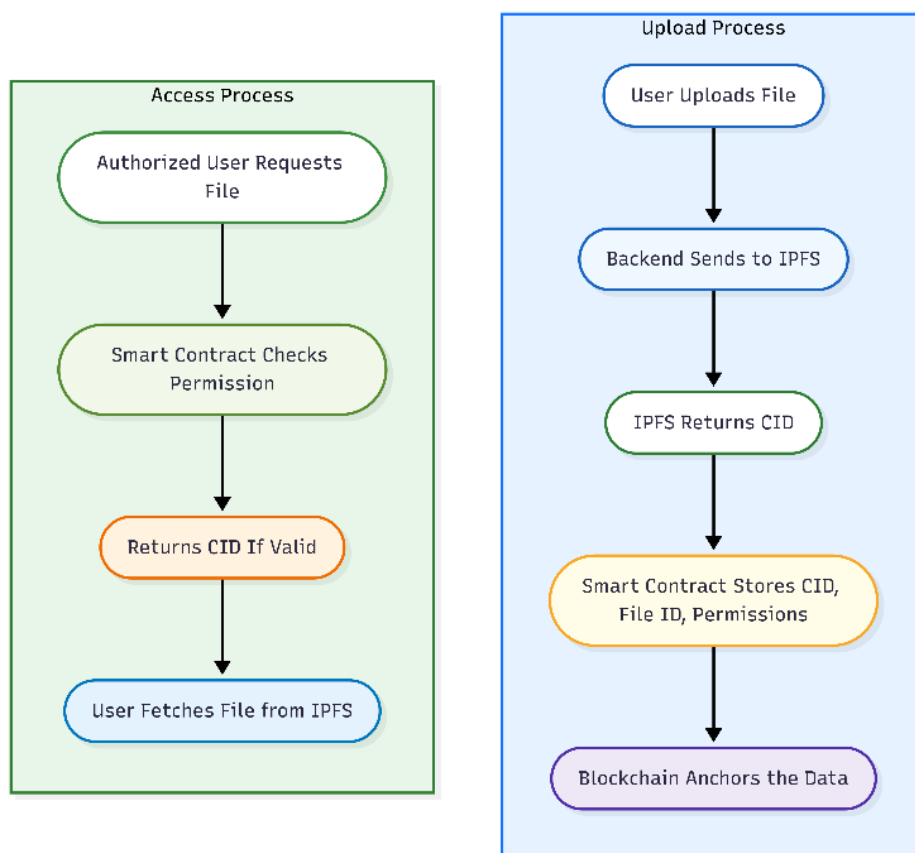 Access Process
Authorized User Requests
File
Smart Contract Checks
Permission
Returns CID If Valid
User Fetches File from IPFS
Upload Process
User Uploads File
Backend Sends to IPFS
IPFS Returns CID
Smart Contract Stores CID,
File ID, Permissions
Blockchain Anchors the Data